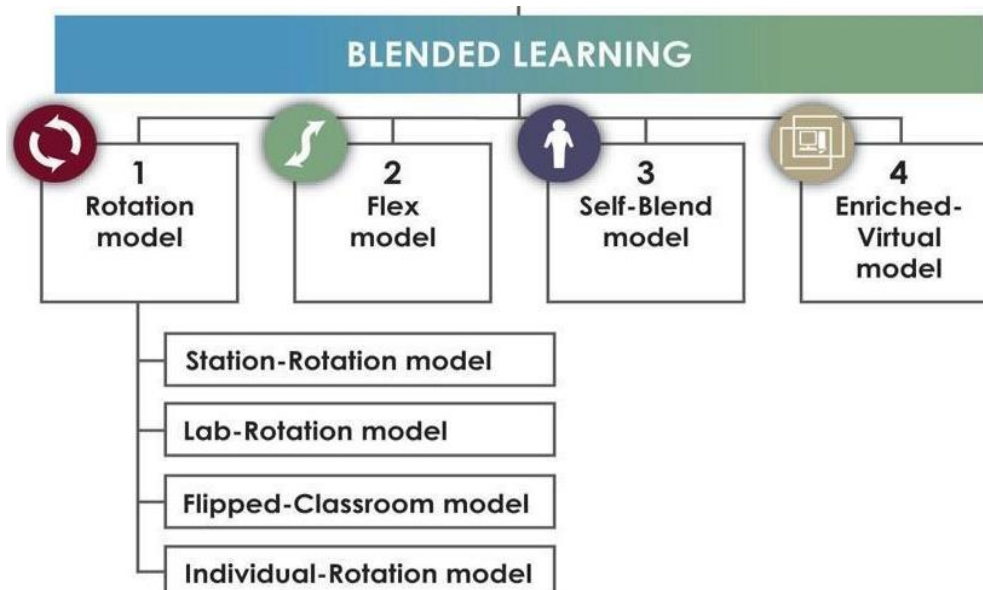 BLENDED LEARNING
1
Rotation
model
2
Flex
model
3
Self-Blend
model
4
Enriched-
Virtual
model
Station-Rotation model
Lab-Rotation model
Flipped-Classroom model
Individual-Rotation model